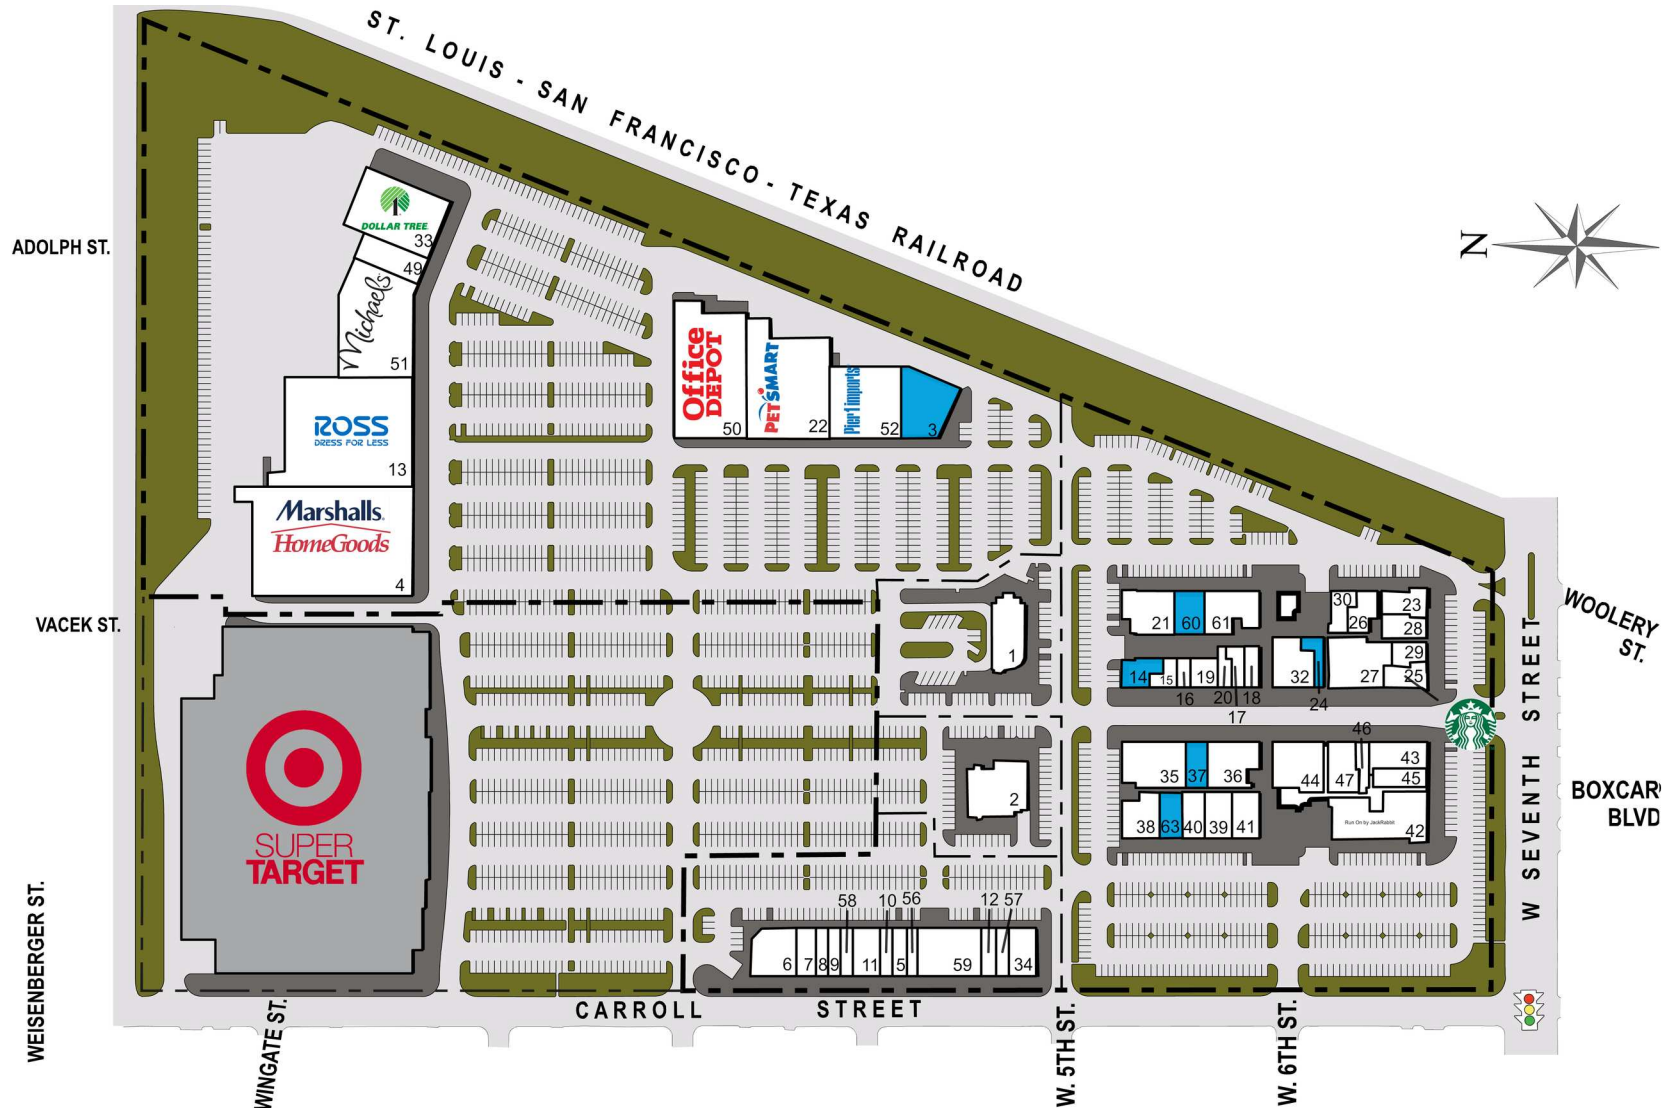 ST. LOUIS - SAN FRANCISCO - TEXAS RAILROAD
ADOLPH ST.
DOLLAR TREE
33
49
Michaels
51
N
Office
DEPOT
50
PETSMART
22
Pier1 imports
52
3
ROSS
DRESS FOR LESS
13
Marshalls.
HomeGoods
4
VACEK ST.
WOOLERY
ST.
1
21
60
61
30
26
23
28
14
15
16
19
20
17
18
32
24
27
29
25
46
SUPER
TARGET
2
35
37
36
44
47
43
45
38
63
40
39
41
Run On by JackRabbit
42
W SEVENTH STREET
BOXCAR
BLVD
WEISENBERGER ST.
58
10
56
12
57
6
7
8
9
11
5
59
34
WINGATE ST.
CARROLL STREET
W. 5TH ST.
W. 6TH ST.